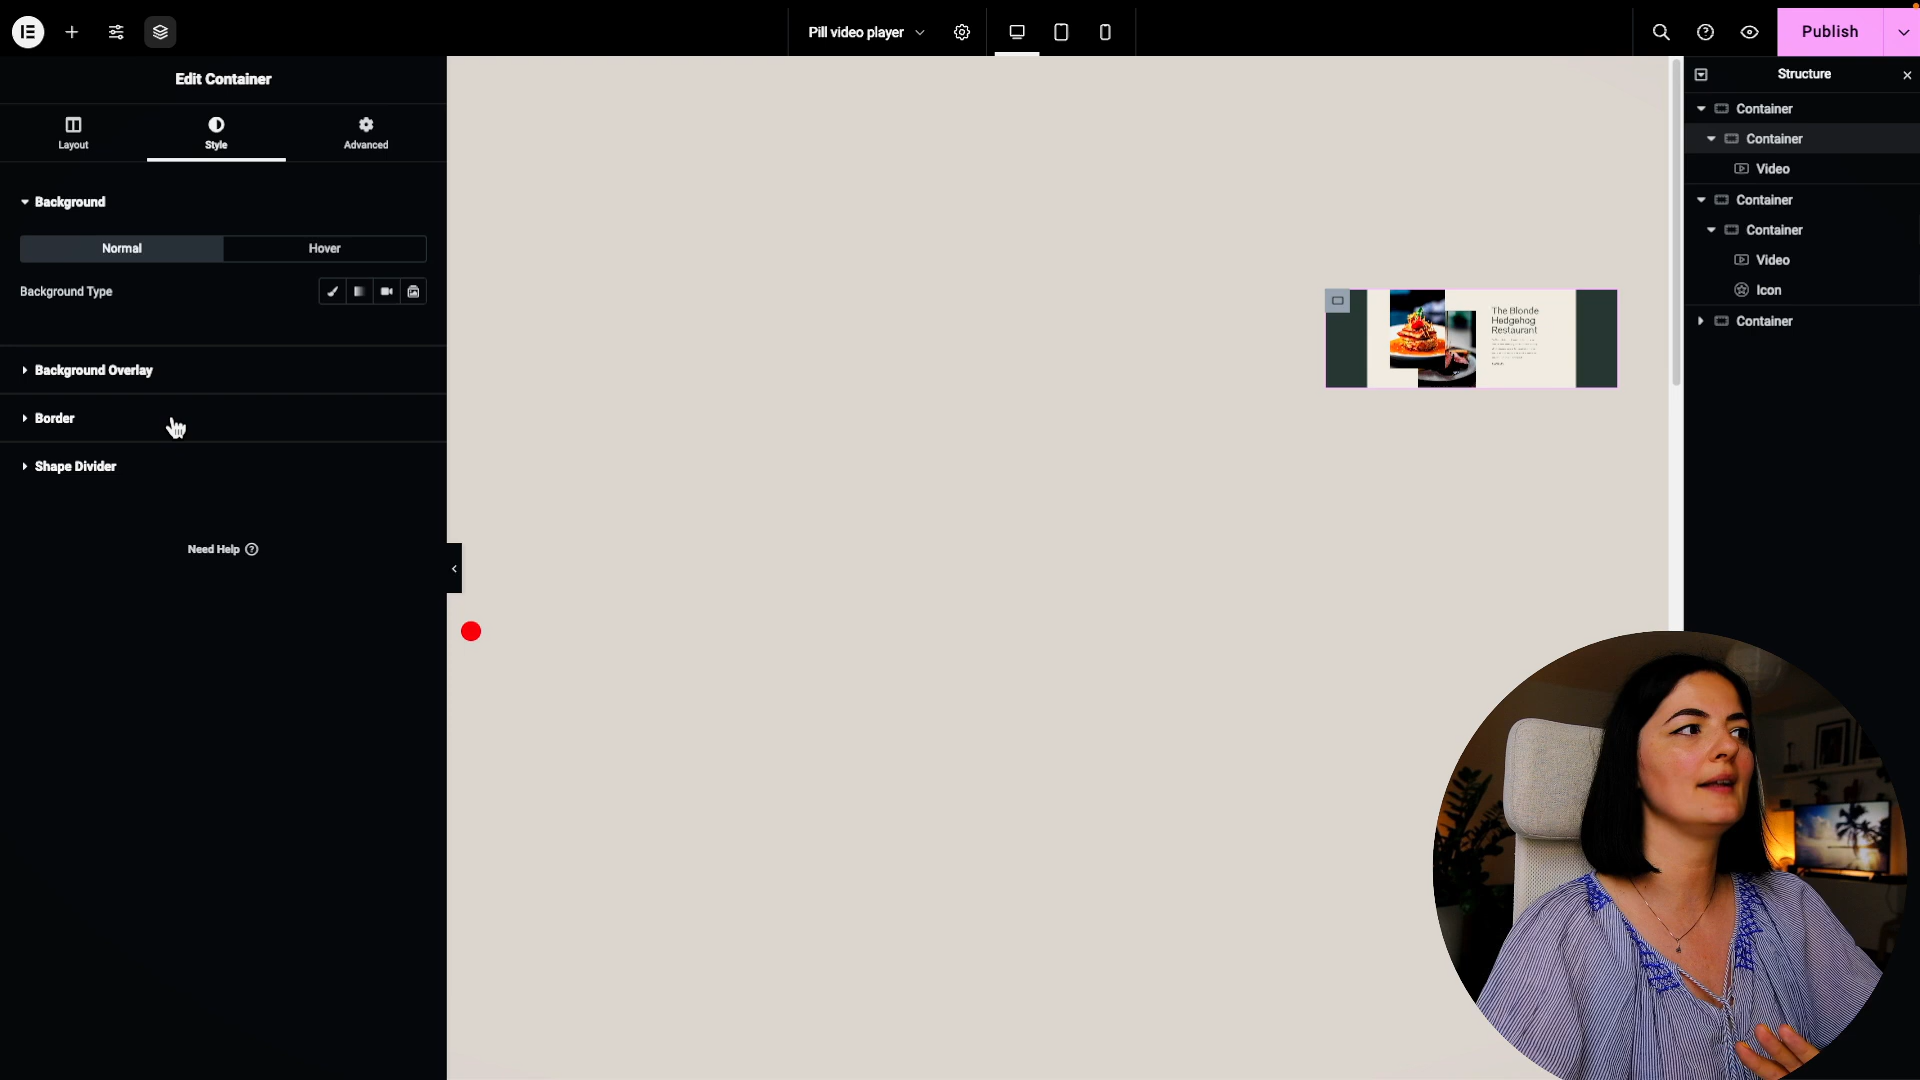 Pill video player
Publish
Edit Container
Structure
Layout
Style
Advanced
Container
Container
Video
Container
Container
Video
Icon
Container
Background
Normal
Hover
Background Type
Background Overlay
Border
Shape Divider
Need Help
The Blonde
Hedgehog
Restaurant